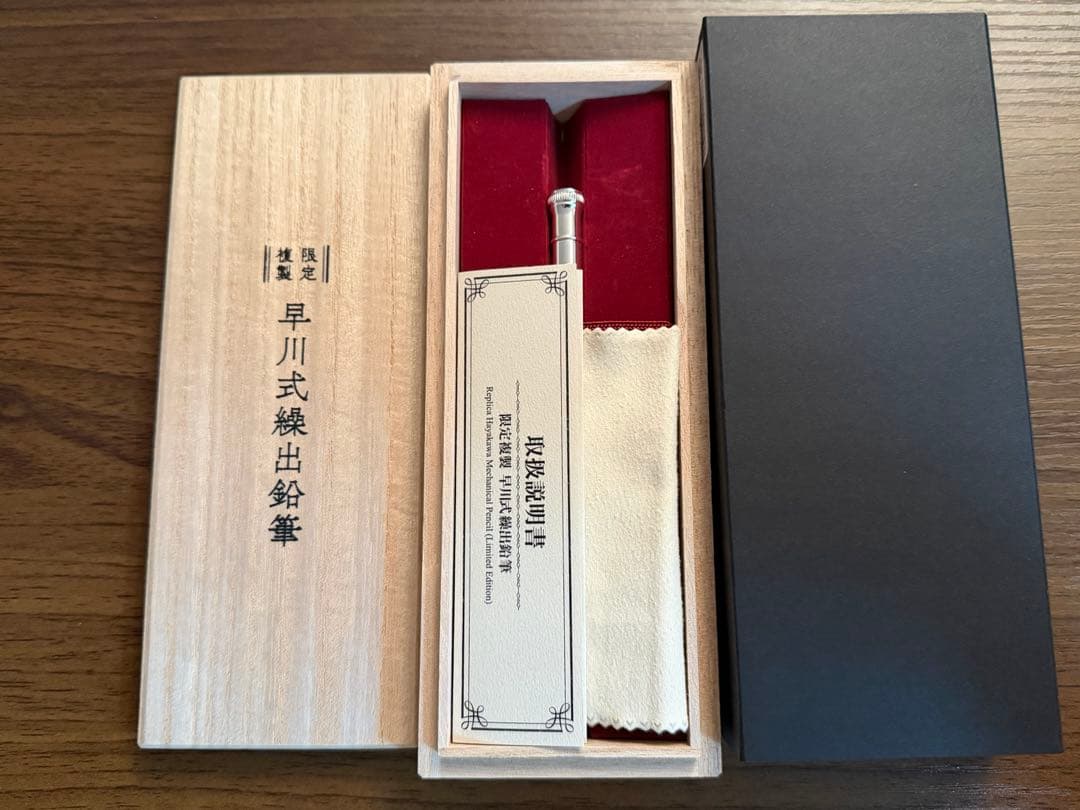 限定
複製
早川式繰出鉛筆
取扱説明書
限定複製 早川式繰出鉛筆
Replica Hayakawa Mechanical Pencil (Limited Edition)